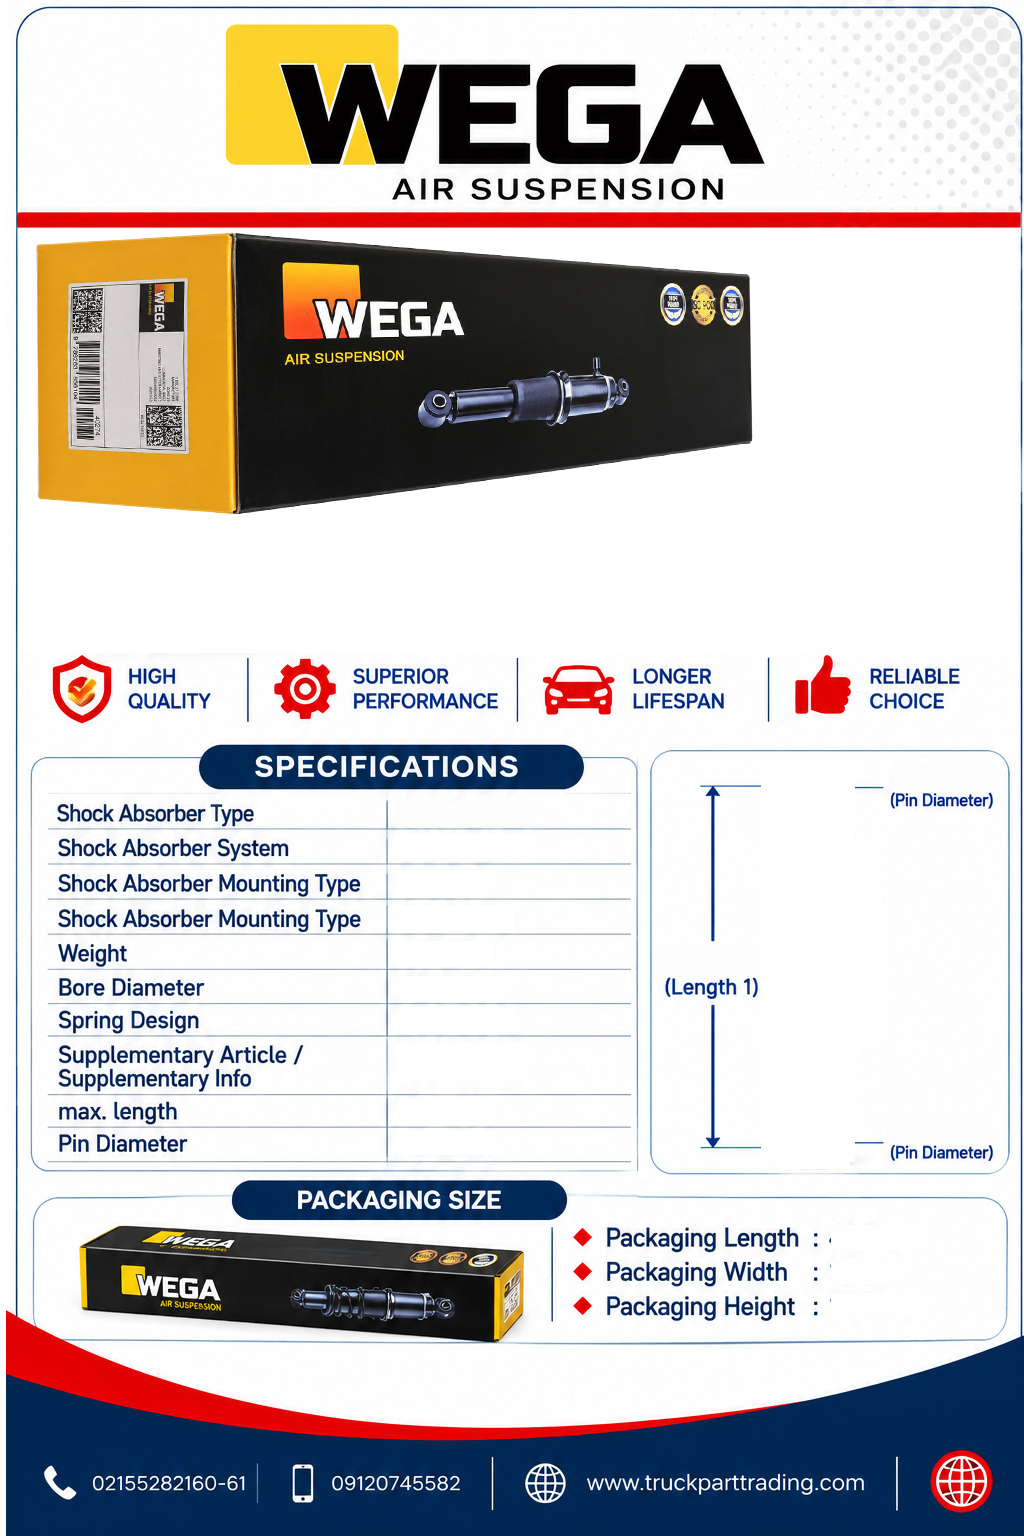 WEGA
AIR SUSPENSION
WEGA
AIR SUSPENSION
WEGA
HIGH
QUALITY
SUPERIOR
PERFORMANCE
LONGER
LIFESPAN
RELIABLE
CHOICE
SPECIFICATIONS
Shock Absorber Type
Shock Absorber System
Shock Absorber Mounting Type
Shock Absorber Mounting Type
Weight
Bore Diameter
Spring Design
Supplementary Article /
Supplementary Info
max. length
Pin Diameter
(Pin Diameter)
(Length 1)
(Pin Diameter)
PACKAGING SIZE
WEGA
WEGA
AIR SUSPENSION
Packaging Length :
Packaging Width :
Packaging Height :
02155282160-61
09120745582
www.truckparttrading.com